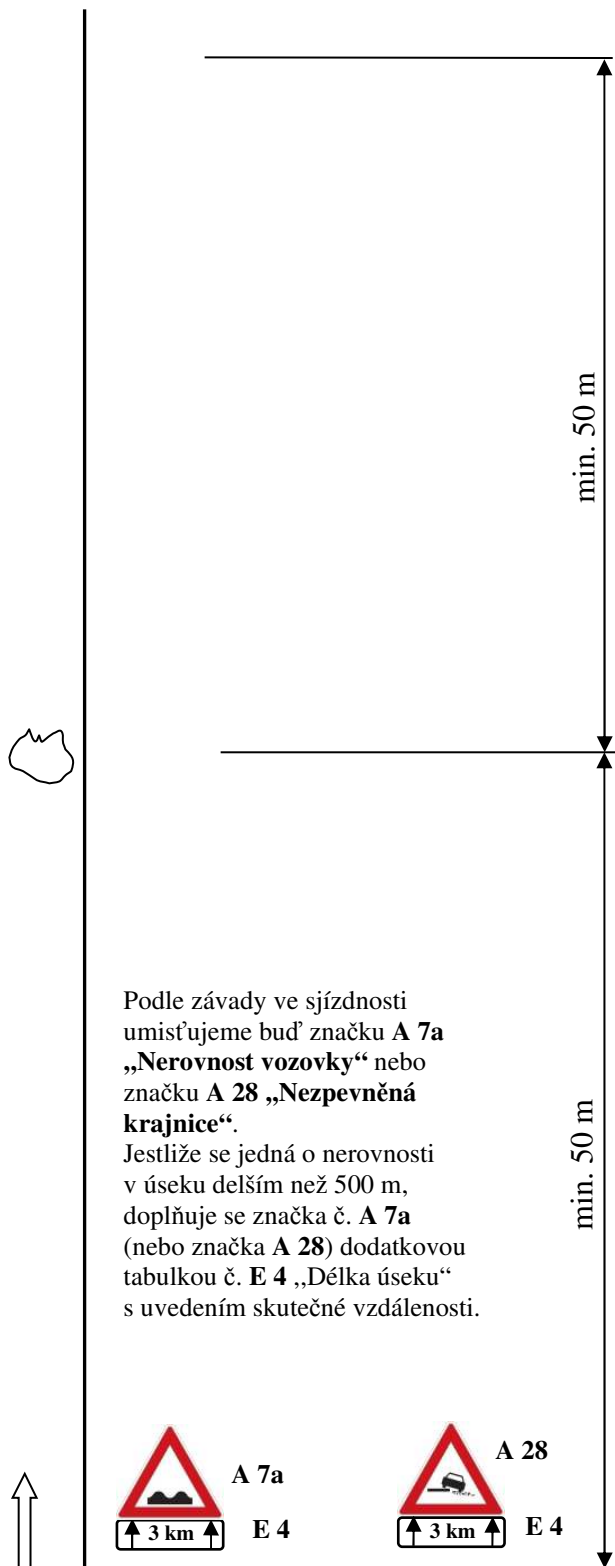 min. 50 m
Podle závady ve sjízdnosti
umisťujeme buď značku A 7a
„Nerovnost vozovky“ nebo
značku A 28 „Nezpevněná
krajnice“.
Jestliže se jedná o nerovnosti
v úseku delším než 500 m,
doplňuje se značka č. A 7a
(nebo značka A 28) dodatkovou
tabulkou č. E 4 „Délka úseku“
s uvedením skutečné vzdálenosti.
min. 50 m
A 7a
3 km
E 4
A 28
3 km
E 4